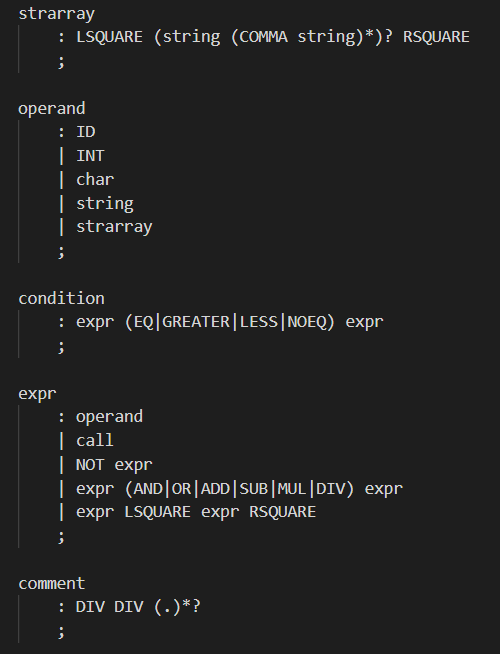 strarray
: LSQUARE (string (COMMA string)*)? RSQUARE
;
operand
: ID
| INT
| char
| string
| strarray
;
condition
: expr (EQ|GREATER|LESS|NOEQ) expr
;
expr
: operand
| call
| NOT expr
| expr (AND|OR|ADD|SUB|MUL|DIV) expr
| expr LSQUARE expr RSQUARE
;
comment
: DIV DIV (.)*?
;